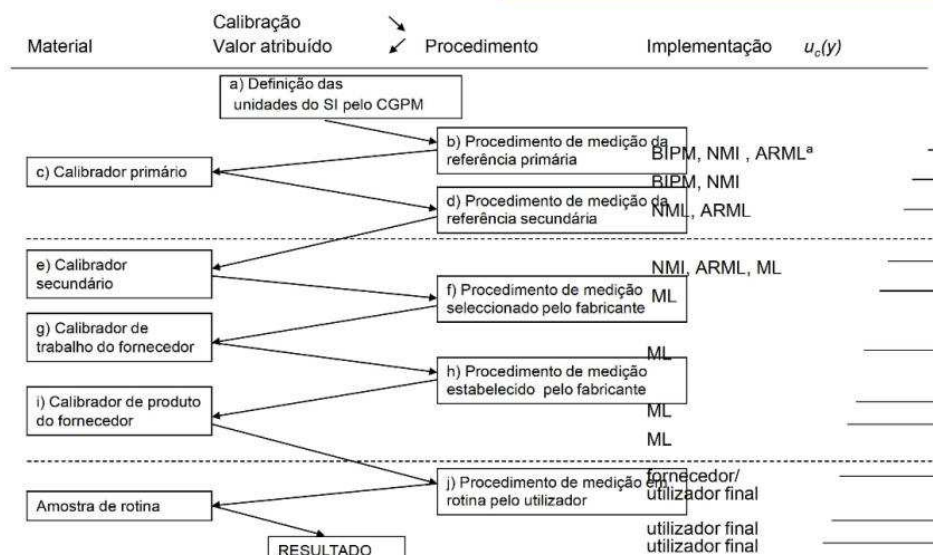 Calibração
Material Valor atribuído Procedimento Implementação u_c(y)
a) Definição das
unidades do SI pelo CGPM
b) Procedimento de medição da
referência primária
BIPM, NMI , ARMLª
c) Calibrador primário
BIPM, NMI
d) Procedimento de medição da
referência secundária
NML, ARML
e) Calibrador
secundário
NMI, ARML, ML
f) Procedimento de medição
seleccionado pelo fabricante
ML
g) Calibrador de
trabalho do fornecedor
ML
h) Procedimento de medição
estabelecido pelo fabricante
i) Calibrador de produto
do fornecedor
ML
ML
j) Procedimento de medição em
rotina pelo utilizador
fornecedor/
utilizador final
Amostra de rotina
utilizador final
RESULTADO
utilizador final